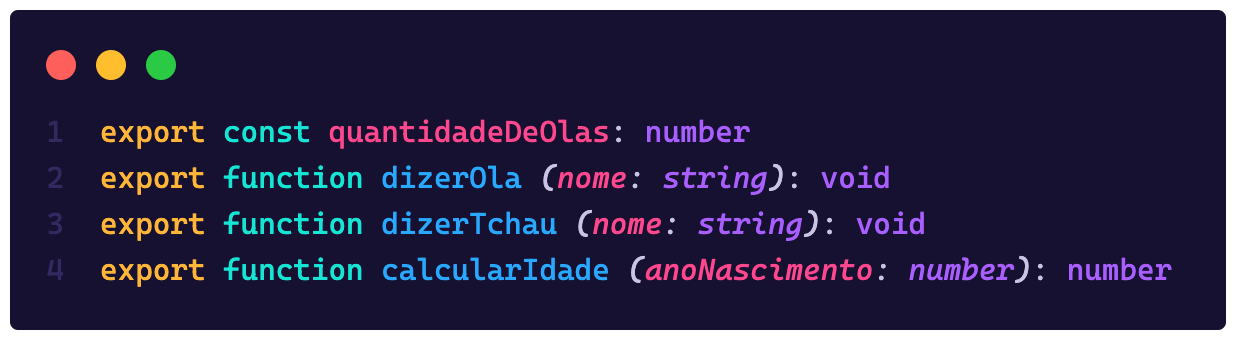 1 export const quantidadeDeOlas: number
2 export function dizerOla (nome: string): void
3 export function dizerTchau (nome: string): void
4 export function calcularIdade (anoNascimento: number): number